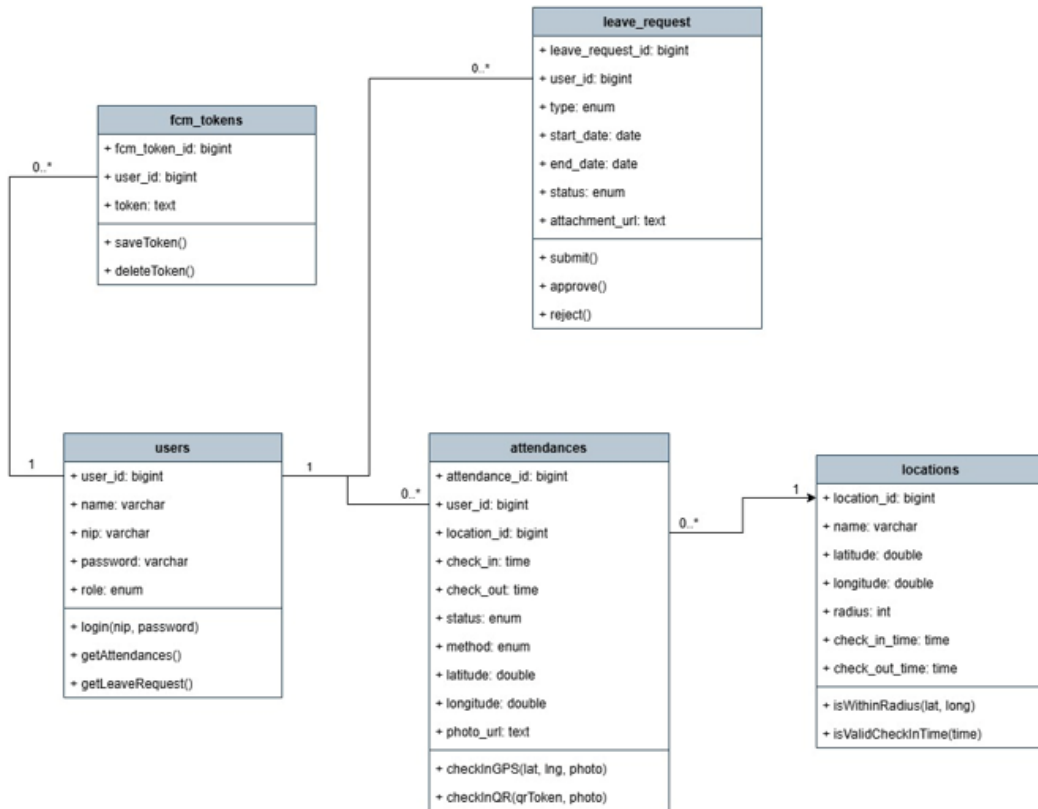 leave_request
+ leave_request_id: bigint
+ user_id: bigint
+ type: enum
+ start_date: date
+ end_date: date
+ status: enum
+ attachment_url: text
+ submit()
+ approve()
+ reject()
0..*
fcm_tokens
+ fcm_token_id: bigint
+ user_id: bigint
+ token: text
+ saveToken()
+ deleteToken()
0..*
1
users
+ user_id: bigint
+ name: varchar
+ nip: varchar
+ password: varchar
+ role: enum
+ login(nip, password)
+ getAttendances()
+ getLeaveRequest()
1
0..*
attendances
+ attendance_id: bigint
+ user_id: bigint
+ location_id: bigint
+ check_in: time
+ check_out: time
+ status: enum
+ method: enum
+ latitude: double
+ longitude: double
+ photo_url: text
+ checkInGPS(lat, lng, photo)
+ checkInQR(qrToken, photo)
0..*
1
locations
+ location_id: bigint
+ name: varchar
+ latitude: double
+ longitude: double
+ radius: int
+ check_in_time: time
+ check_out_time: time
+ isWithinRadius(lat, long)
+ isValidCheckInTime(time)